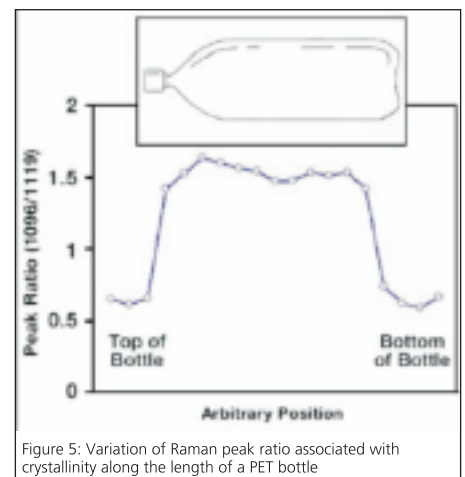 2
1.5
1
0.5
0
Peak Ratio (1096/1119)
Top of
Bottle
Bottom
of Bottle
Arbitrary Position
Figure 5: Variation of Raman peak ratio associated with
crystallinity along the length of a PET bottle